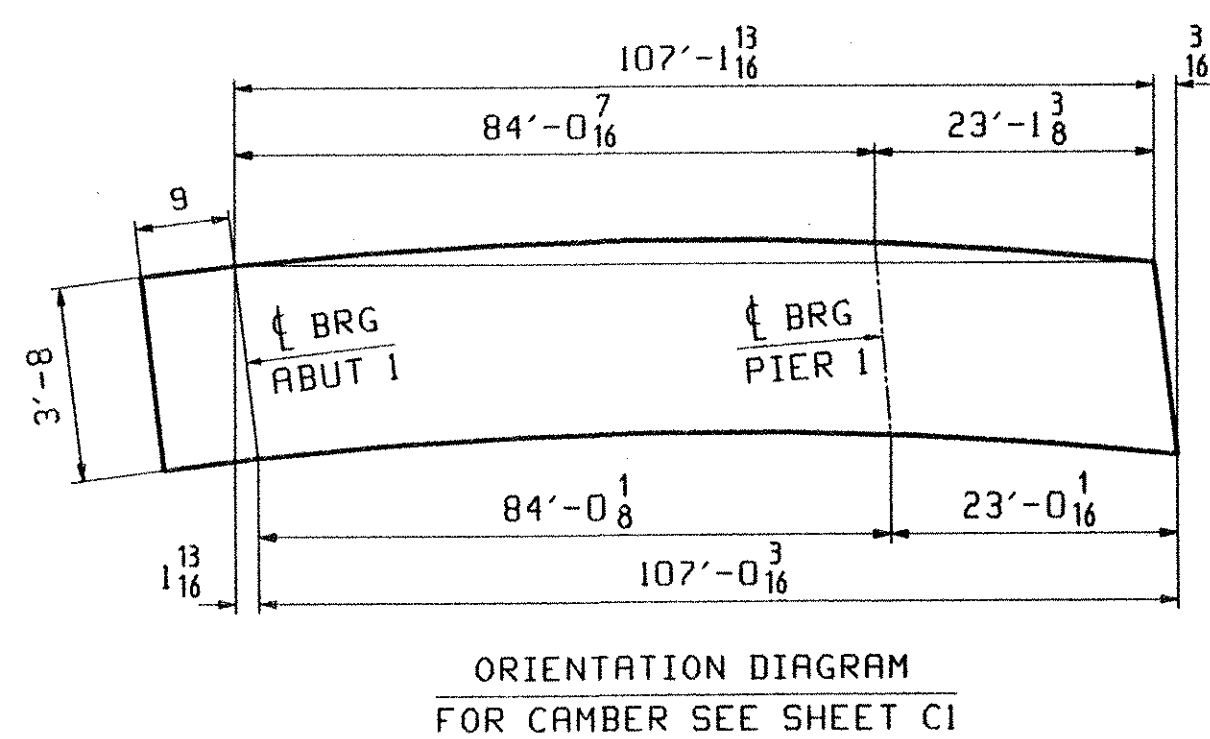 107'-1 13/16
3/16
84'-0 7/16
23'-1 3/8
9
3'-8
℄ BRG
ABUT 1
℄ BRG
PIER 1
84'-0 1/8
23'-0 1/16
1 13/16
107'-0 3/16
ORIENTATION DIAGRAM
FOR CAMBER SEE SHEET C1